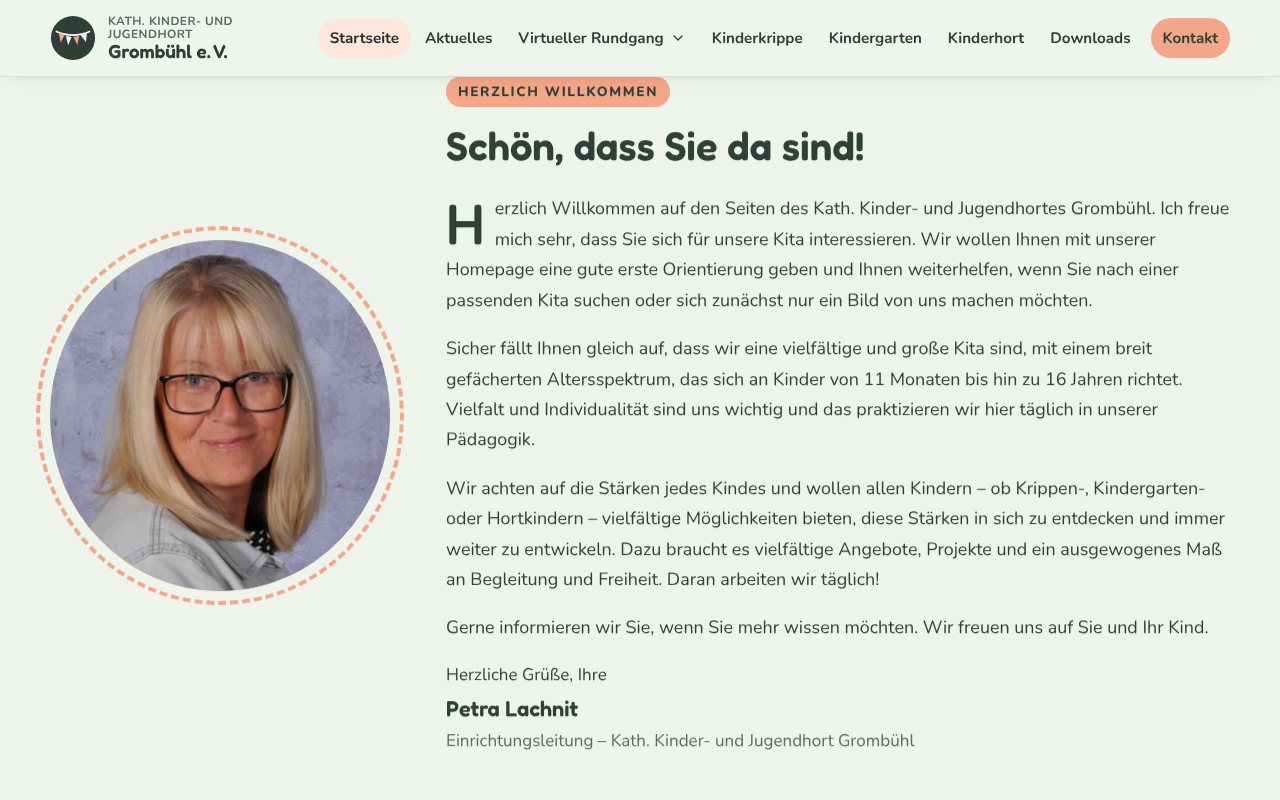 KATH. KINDER- UND
JUGENDHORT
Grombühl e. V.
Startseite
Aktuelles
Virtueller Rundgang
Kinderkrippe
Kindergarten
Kinderhort
Downloads
Kontakt
HERZLICH WILLKOMMEN
Schön, dass Sie da sind!
Herzlich Willkommen auf den Seiten des Kath. Kinder- und Jugendhortes Grombühl. Ich freue
mich sehr, dass Sie sich für unsere Kita interessieren. Wir wollen Ihnen mit unserer
Homepage eine gute erste Orientierung geben und Ihnen weiterhelfen, wenn Sie nach einer
passenden Kita suchen oder sich zunächst nur ein Bild von uns machen möchten.
Sicher fällt Ihnen gleich auf, dass wir eine vielfältige und große Kita sind, mit einem breit
gefächerten Altersspektrum, das sich an Kinder von 11 Monaten bis hin zu 16 Jahren richtet.
Vielfalt und Individualität sind uns wichtig und das praktizieren wir hier täglich in unserer
Pädagogik.
Wir achten auf die Stärken jedes Kindes und wollen allen Kindern – ob Krippen-, Kindergarten-
oder Hortkindern – vielfältige Möglichkeiten bieten, diese Stärken in sich zu entdecken und immer
weiter zu entwickeln. Dazu braucht es vielfältige Angebote, Projekte und ein ausgewogenes Maß
an Begleitung und Freiheit. Daran arbeiten wir täglich!
Gerne informieren wir Sie, wenn Sie mehr wissen möchten. Wir freuen uns auf Sie und Ihr Kind.
Herzliche Grüße, Ihre
Petra Lachnit
Einrichtungsleitung – Kath. Kinder- und Jugendhort Grombühl